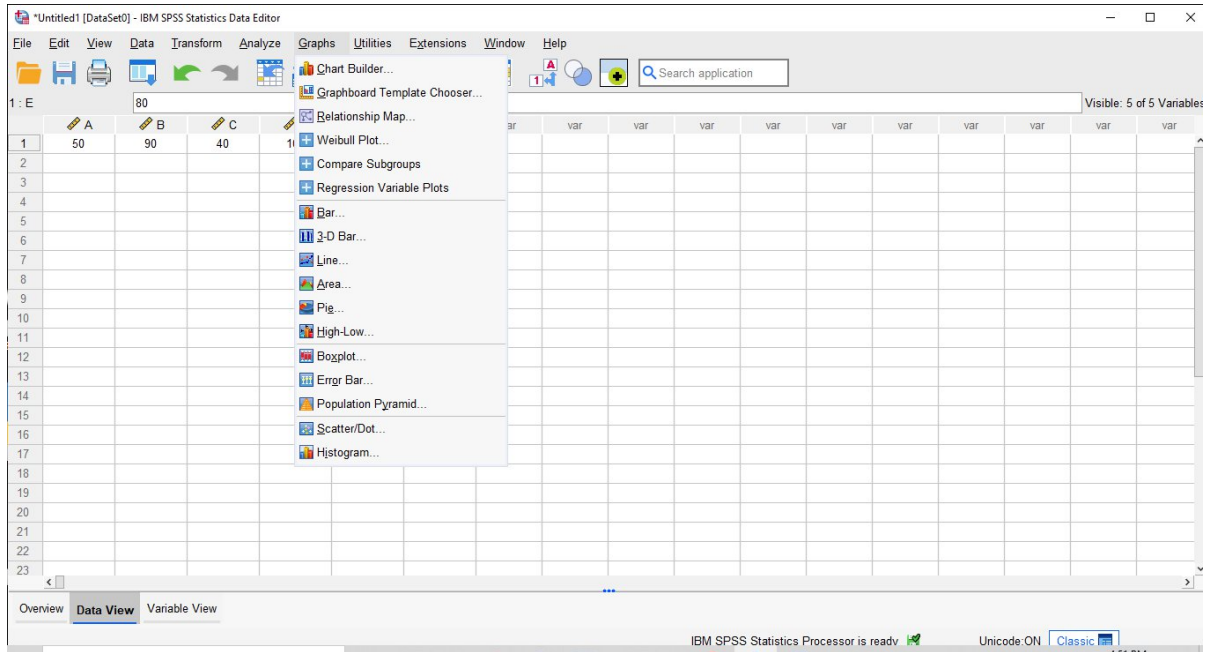 *Untitled1 [DataSet0] - IBM SPSS Statistics Data Editor
File Edit View Data Transform Analyze Graphs Utilities Extensions Window Help
Search application
1 : E 80 Visible: 5 of 5 Variables
A B C var var var var var var var var var var
1 50 90 40
2
3
4
5
6
7
8
9
10
11
12
13
14
15
16
17
18
19
20
21
22
23
Chart Builder...
Graphboard Template Chooser...
Relationship Map...
Weibull Plot...
Compare Subgroups
Regression Variable Plots
Bar...
3-D Bar...
Line...
Area...
Pie...
High-Low...
Boxplot...
Error Bar...
Population Pyramid...
Scatter/Dot...
Histogram...
Overview Data View Variable View
IBM SPSS Statistics Processor is ready Unicode:ON Classic